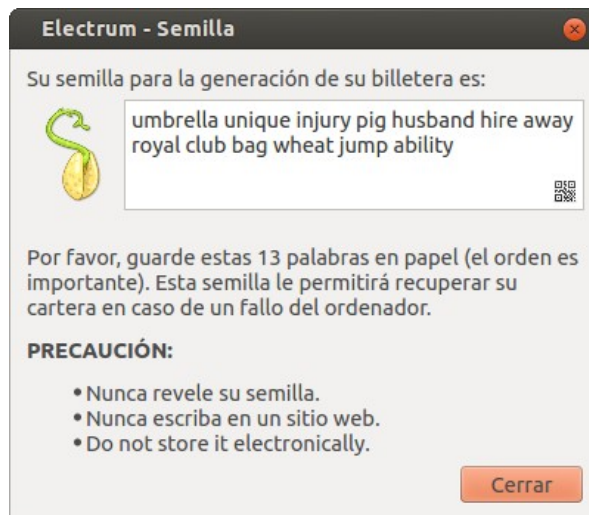 Electrum - Semilla
Su semilla para la generación de su billetera es:
umbrella unique injury pig husband hire away
royal club bag wheat jump ability
Por favor, guarde estas 13 palabras en papel (el orden es
importante). Esta semilla le permitirá recuperar su
cartera en caso de un fallo del ordenador.
PRECAUCIÓN:
• Nunca revele su semilla.
• Nunca escriba en un sitio web.
• Do not store it electronically.
Cerrar